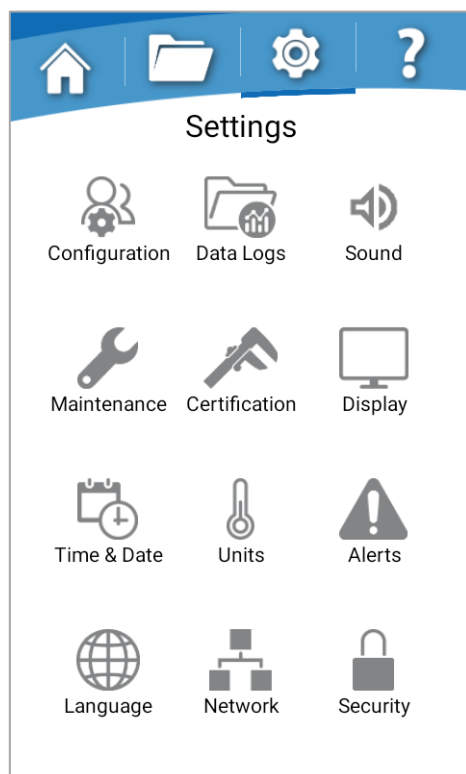 Settings
Configuration Data Logs Sound
Maintenance Certification Display
Time & Date Units Alerts
Language Network Security